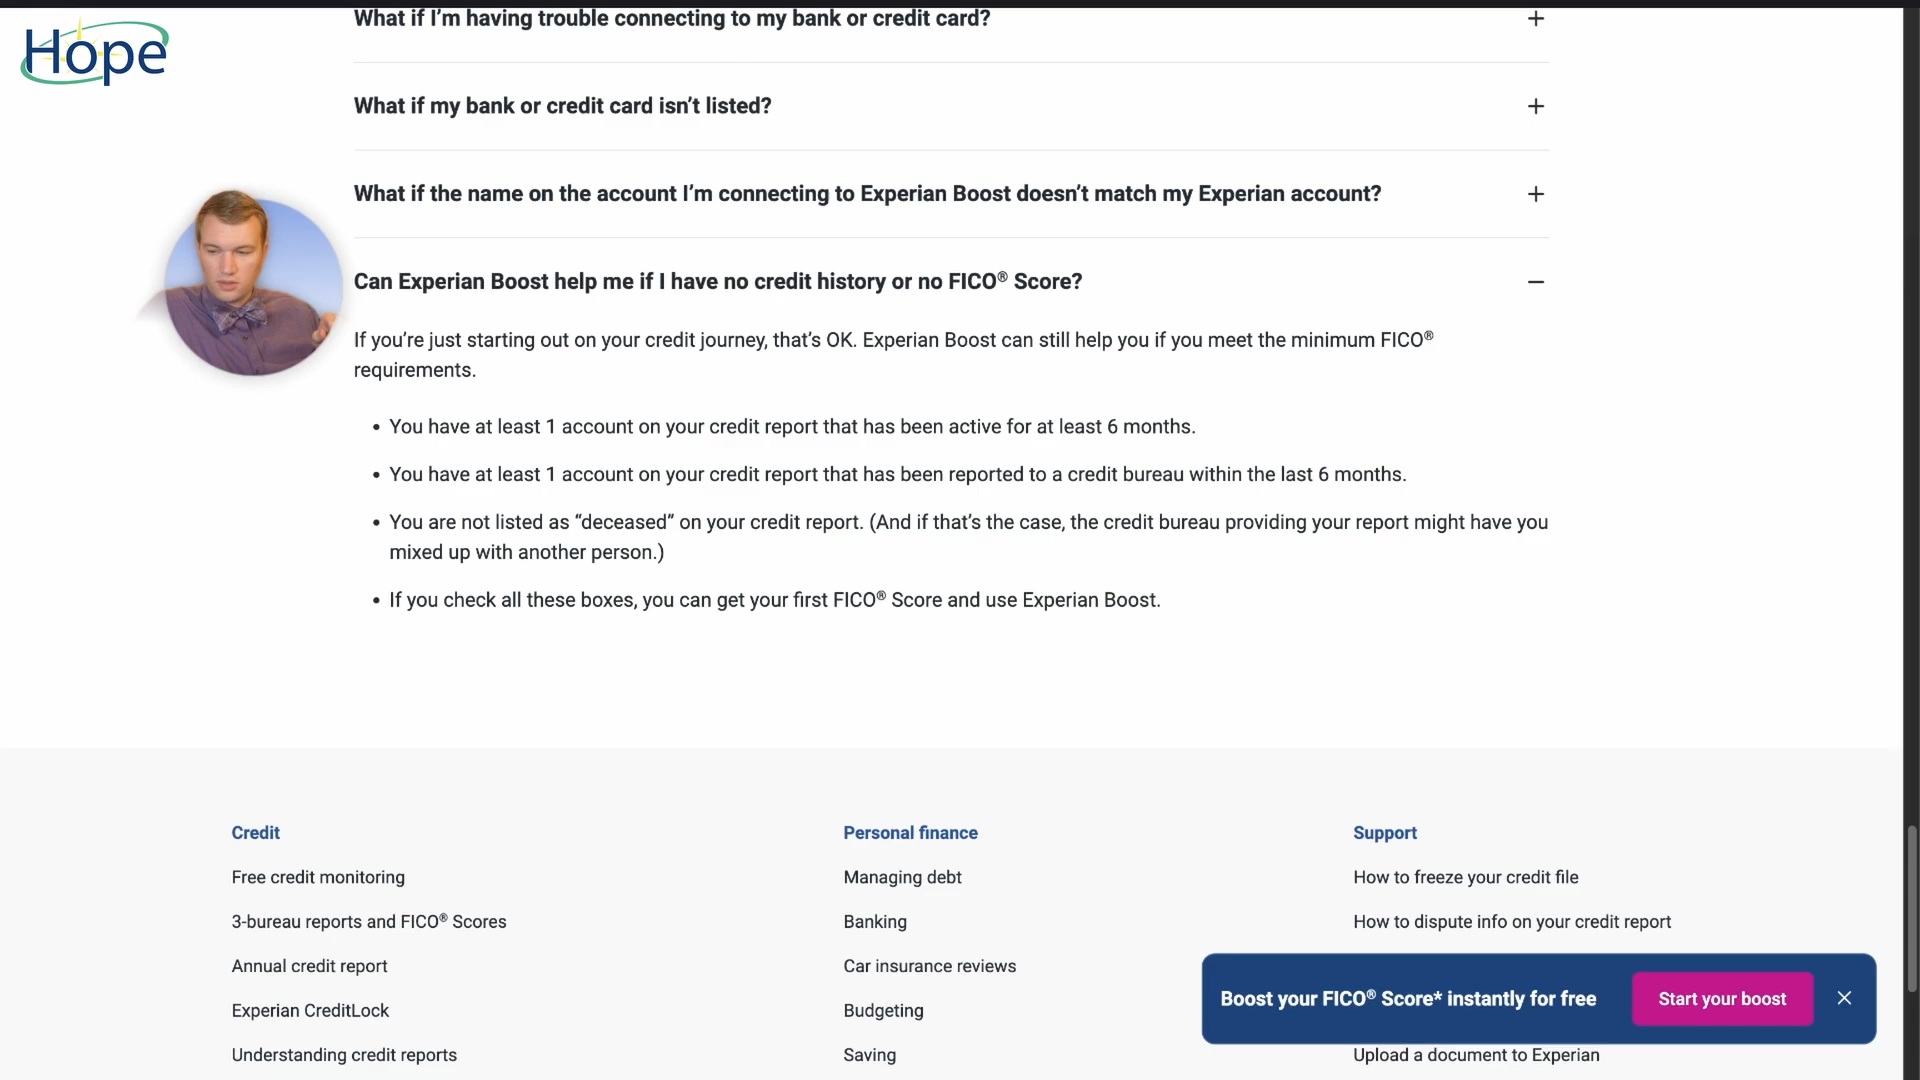 What if I’m having trouble connecting to my bank or credit card?
Hope
What if my bank or credit card isn’t listed?
What if the name on the account I’m connecting to Experian Boost doesn’t match my Experian account?
Can Experian Boost help me if I have no credit history or no FICO® Score?
If you’re just starting out on your credit journey, that’s OK. Experian Boost can still help you if you meet the minimum FICO®
requirements.
• You have at least 1 account on your credit report that has been active for at least 6 months.
• You have at least 1 account on your credit report that has been reported to a credit bureau within the last 6 months.
• You are not listed as “deceased” on your credit report. (And if that’s the case, the credit bureau providing your report might have you
mixed up with another person.)
• If you check all these boxes, you can get your first FICO® Score and use Experian Boost.
Credit
Free credit monitoring
3-bureau reports and FICO® Scores
Annual credit report
Experian CreditLock
Understanding credit reports
Personal finance
Managing debt
Banking
Car insurance reviews
Budgeting
Saving
Support
How to freeze your credit file
How to dispute info on your credit report
Boost your FICO® Score* instantly for free
Start your boost
Upload a document to Experian